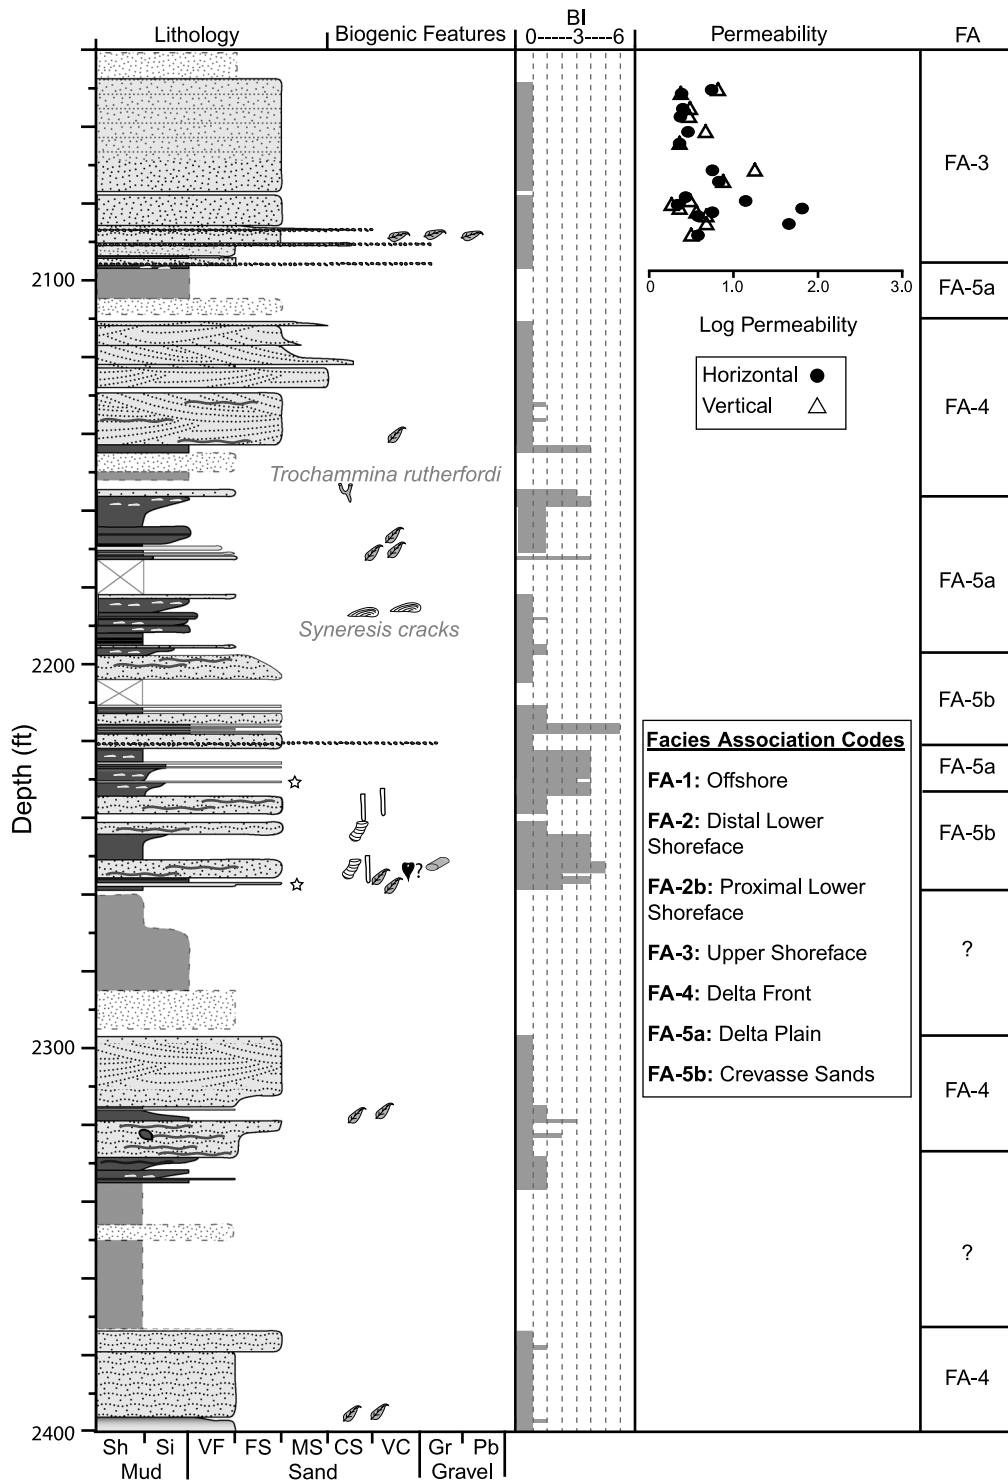 Lithology Biogenic Features BI Permeability FA
0-----3----6
FA-3
2100
0 1.0 2.0 3.0
FA-5a
Log Permeability
Horizontal
Vertical
FA-4
Trochammina rutherfordi
FA-5a
Syneresis cracks
2200
FA-5b
Depth (ft)
FA-5a
FA-5b
?
Facies Association Codes
FA-1: Offshore
FA-2: Distal Lower
Shoreface
FA-2b: Proximal Lower
Shoreface
FA-3: Upper Shoreface
FA-4: Delta Front
FA-5a: Delta Plain
FA-5b: Crevasse Sands
?
2300
FA-4
?
FA-4
2400
Sh Si VF FS MS CS VC Gr Pb
Mud Sand Gravel